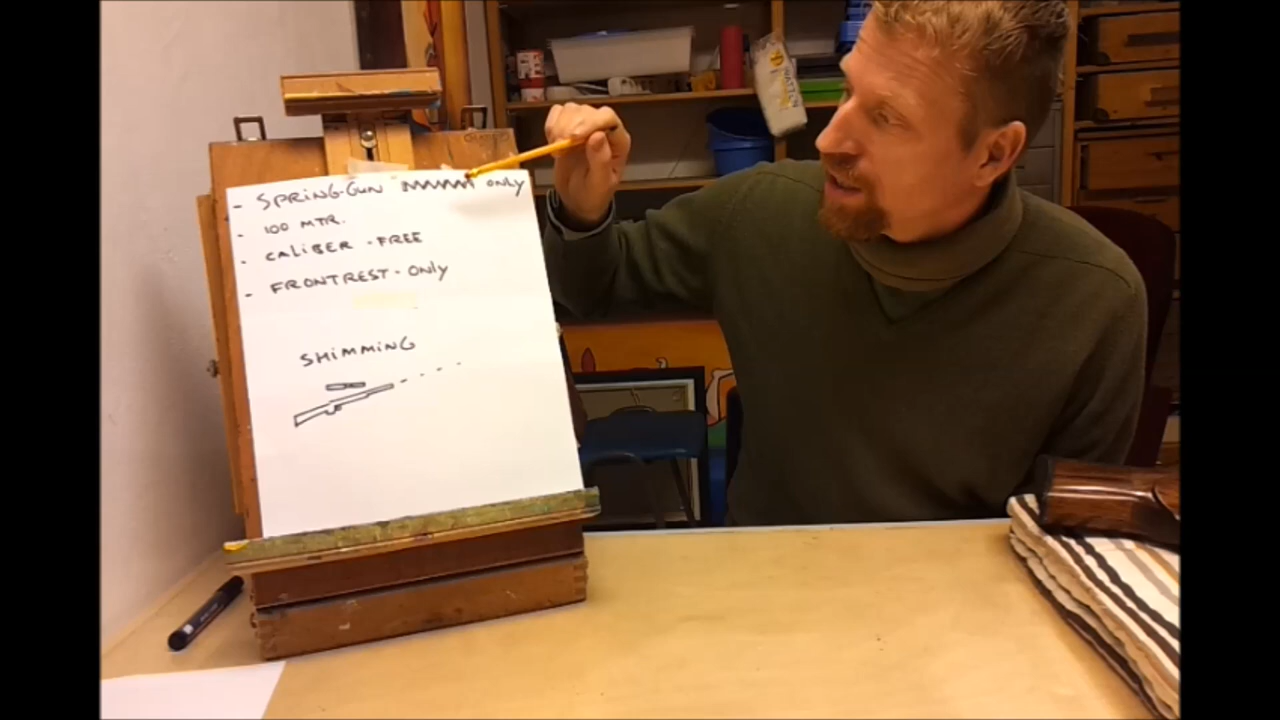 - SPRING-GUN ONLY
- 100 MTR.
- CALIBER - FREE
- FRONTREST - ONLY
SHIMMING